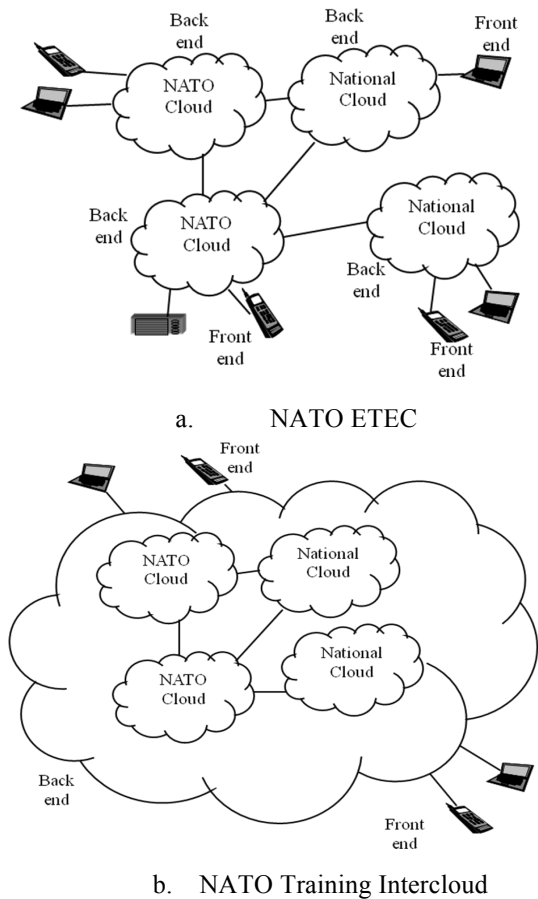 Back
end
Back
end
Front
end
NATO
Cloud
National
Cloud
Back
end
NATO
Cloud
National
Cloud
Back
end
Front
end
Front
end
a. NATO ETEC
Front
end
NATO
Cloud
National
Cloud
NATO
Cloud
National
Cloud
Back
end
Front
end
b. NATO Training Intercloud